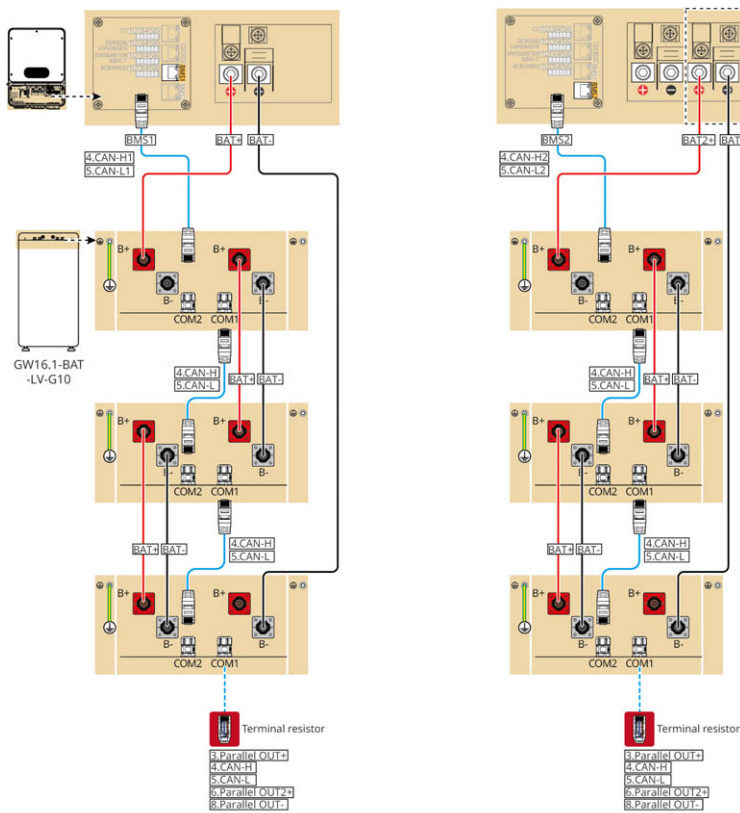 BMS1
BMS1
BAT+
BAT-
4.CAN-H1
5.CAN-L1
B+
B+
B-
B-
COM2
COM1
GW16.1-BAT
-LV-G10
4.CAN-H
5.CAN-L
BAT+
BAT-
B+
B+
B-
B-
COM2
COM1
BAT+
BAT-
4.CAN-H
5.CAN-L
B+
B+
B-
B-
COM2
COM1
Terminal resistor
3.Parallel OUT+
4.CAN-H
5.CAN-L
6.Parallel OUT2+
8.Parallel OUT-
BMS2
BAT2+
BAT
4.CAN-H2
5.CAN-L2
B+
B+
B-
B-
COM2
COM1
4.CAN-H
5.CAN-L
BAT+
BAT-
B+
B+
B-
B-
COM2
COM1
BAT+
BAT-
4.CAN-H
5.CAN-L
B+
B+
B-
B-
COM2
COM1
Terminal resistor
3.Parallel OUT+
4.CAN-H
5.CAN-L
6.Parallel OUT2+
8.Parallel OUT-